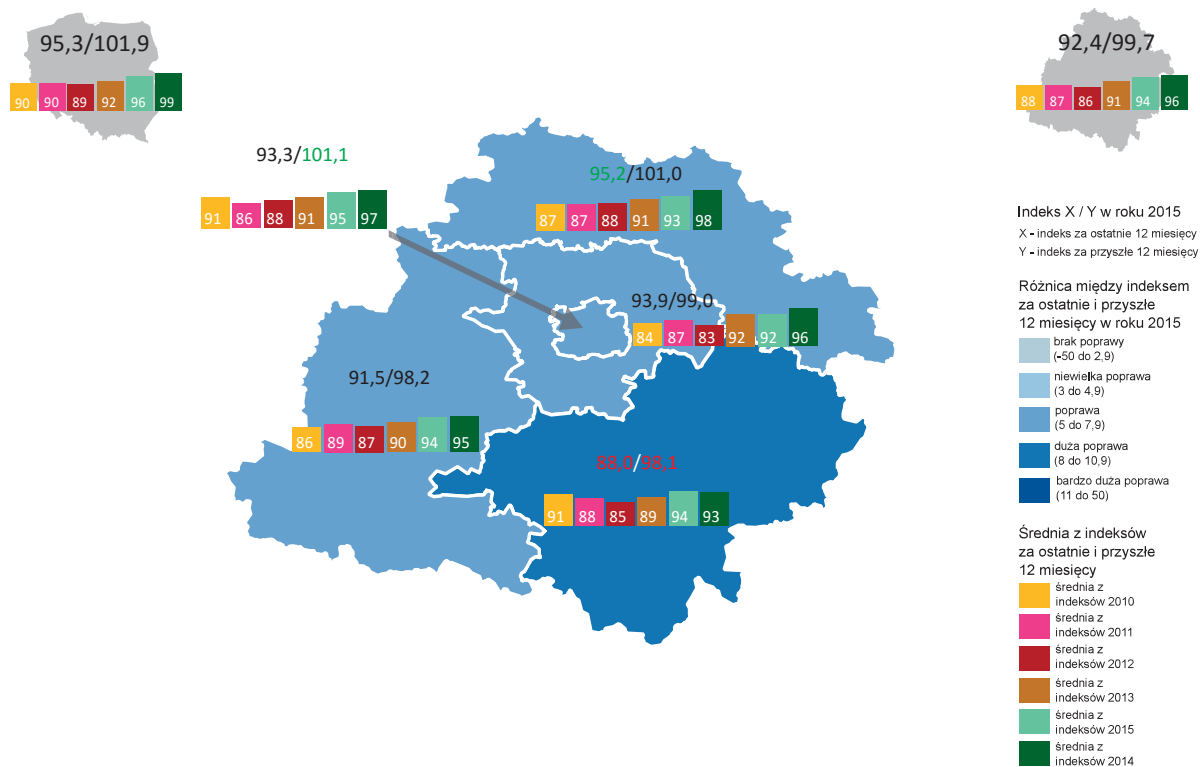 95,3/101,9
90 90 89 92 96 99
92,4/99,7
88 87 86 91 94 96
93,3/101,1
91 86 88 91 95 97
95,2/101,0
87 87 88 91 93 98
93,9/99,0
84 87 83 92 92 96
91,5/98,2
86 89 87 90 94 95
88,0/98,1
91 88 85 89 94 93
Indeks X / Y w roku 2015
X - indeks za ostatnie 12 miesięcy
Y - indeks za przyszłe 12 miesięcy
Różnica między indeksem
za ostatnie i przyszłe
12 miesięcy w roku 2015
brak poprawy
(-50 do 2,9)
niewielka poprawa
(3 do 4,9)
poprawa
(5 do 7,9)
duża poprawa
(8 do 10,9)
bardzo duża poprawa
(11 do 50)
Średnia z indeksów
za ostatnie i przyszłe
12 miesięcy
średnia z
indeksów 2010
średnia z
indeksów 2011
średnia z
indeksów 2012
średnia z
indeksów 2013
średnia z
indeksów 2015
średnia z
indeksów 2014